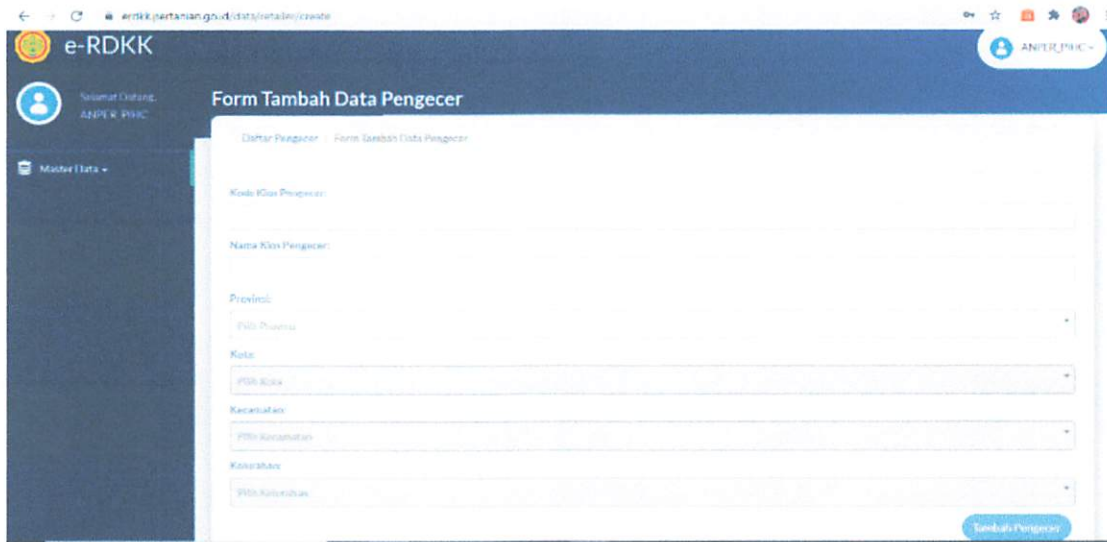 erdkk.pertanian.go.id/data/retailer/create
e-RDKK
ANPER_PIHC
Selamat Datang,
ANPER PIHC
Form Tambah Data Pengecer
Daftar Pengecer / Form Tambah Data Pengecer
Master Data
Kode Kios Pengecer:
Nama Kios Pengecer:
Provinsi:
Pilih Provinsi
Kota:
Pilih Kota
Kecamatan:
Pilih Kecamatan
Kelurahan:
Pilih Kelurahan
Tambah Pengecer